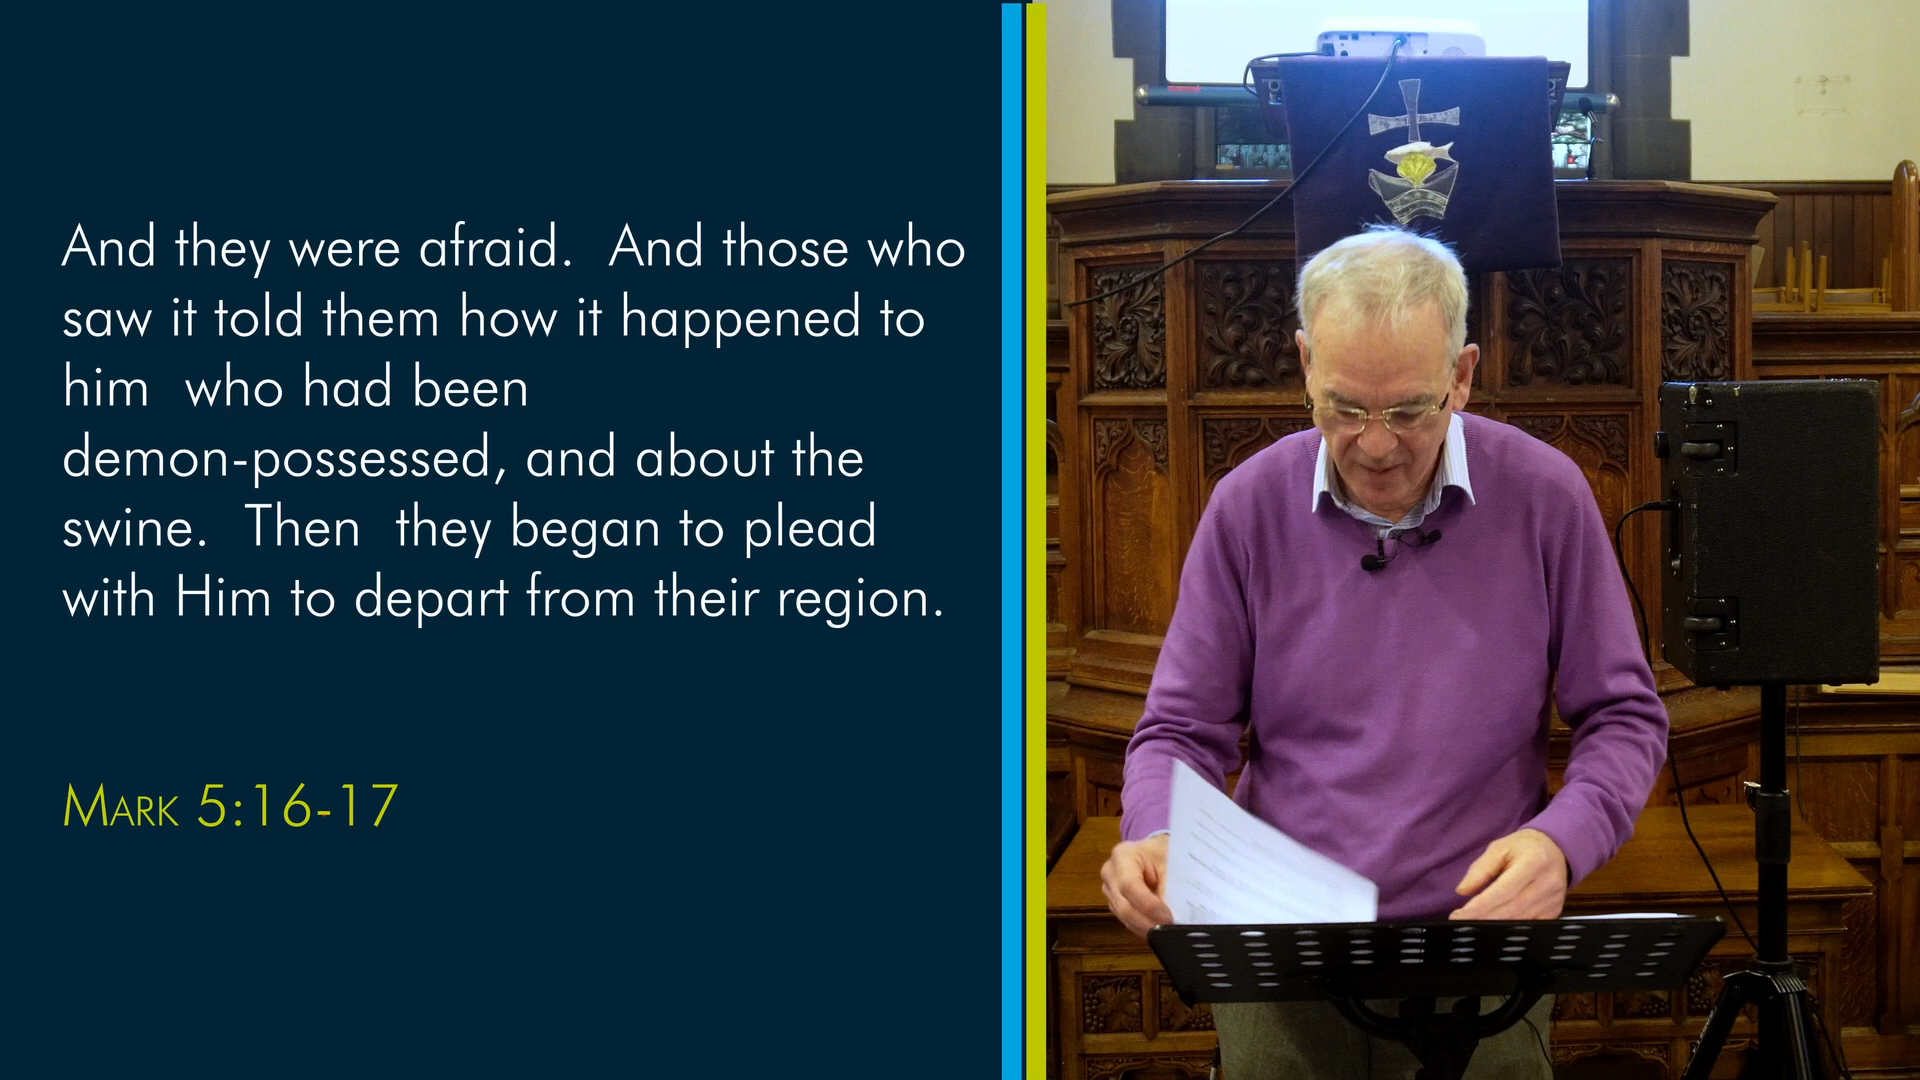 And they were afraid.  And those who
saw it told them how it happened to
him  who had been
demon-possessed, and about the
swine.  Then  they began to plead
with Him to depart from their region.
Mark 5:16-17